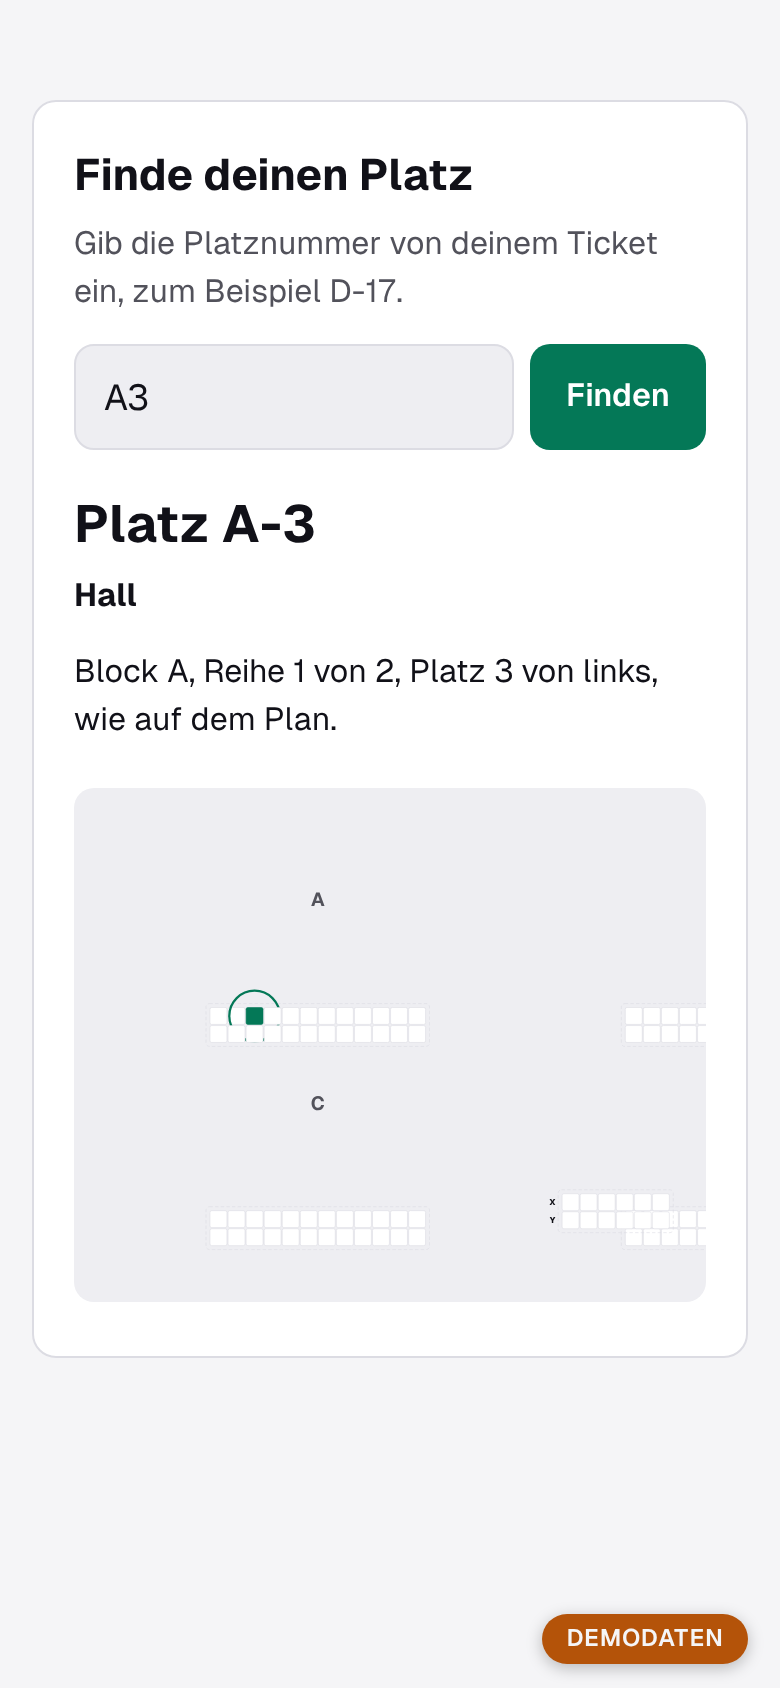 Finde deinen Platz
Gib die Platznummer von deinem Ticket
ein, zum Beispiel D-17.
A3
Finden
Platz A-3
Hall
Block A, Reihe 1 von 2, Platz 3 von links,
wie auf dem Plan.
A
C
X
Y
DEMODATEN